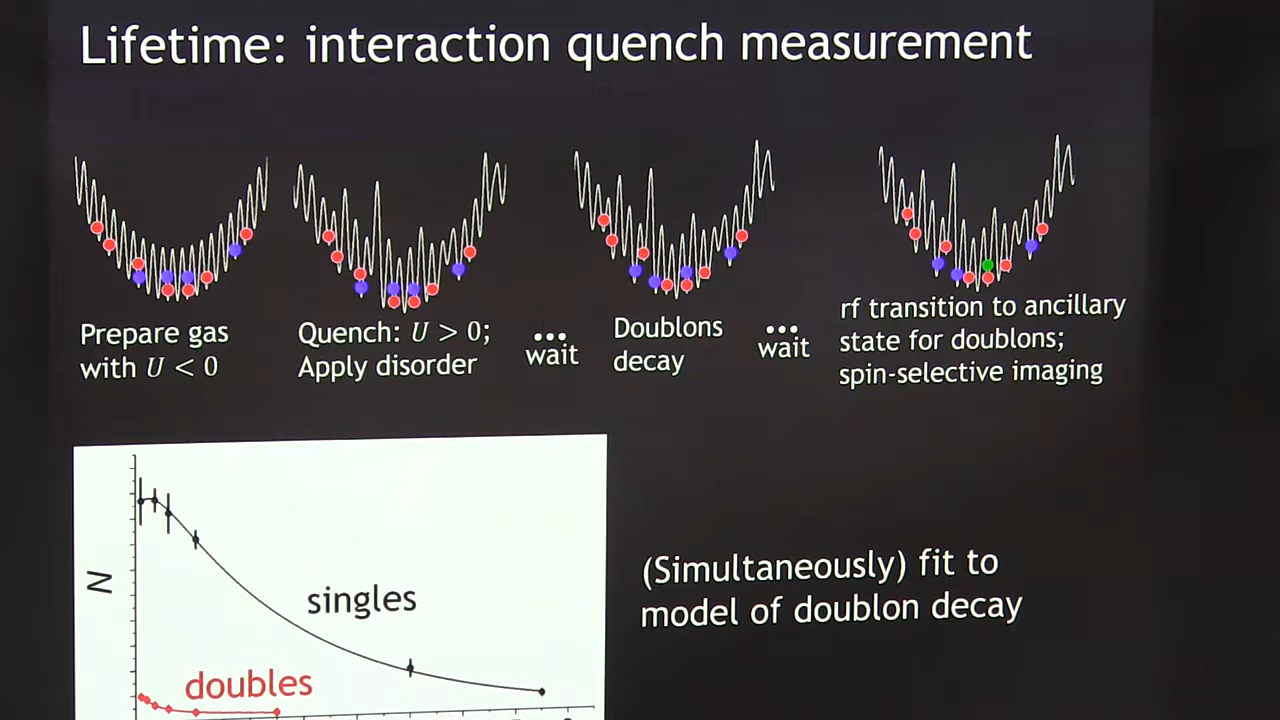 Lifetime: interaction quench measurement
Prepare gas
with U < 0
Quench: U > 0;
Apply disorder
...
wait
Doublons
decay
...
wait
rf transition to ancillary
state for doublons;
spin-selective imaging
N
singles
doubles
(Simultaneously) fit to
model of doublon decay